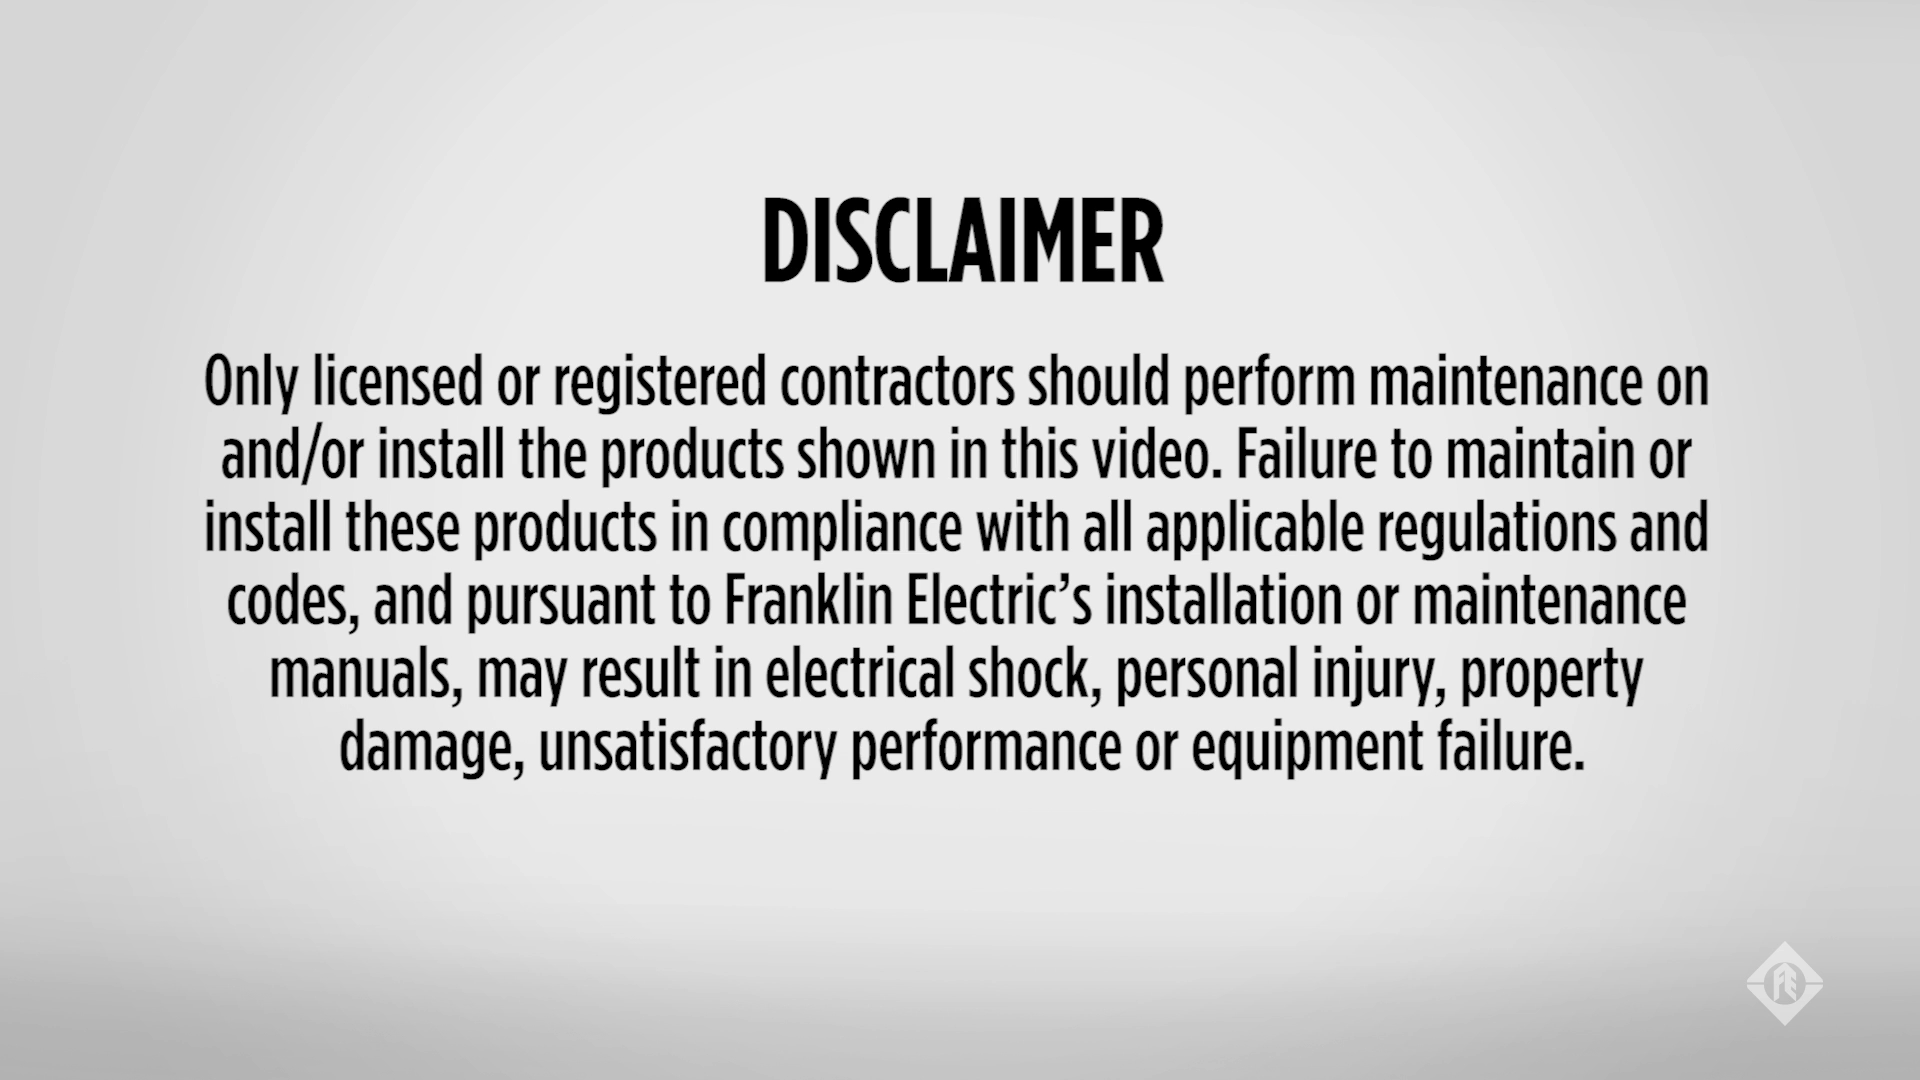 DISCLAIMER
Only licensed or registered contractors should perform maintenance on
and/or install the products shown in this video. Failure to maintain or
install these products in compliance with all applicable regulations and
codes, and pursuant to Franklin Electric’s installation or maintenance
manuals, may result in electrical shock, personal injury, property
damage, unsatisfactory performance or equipment failure.
FE